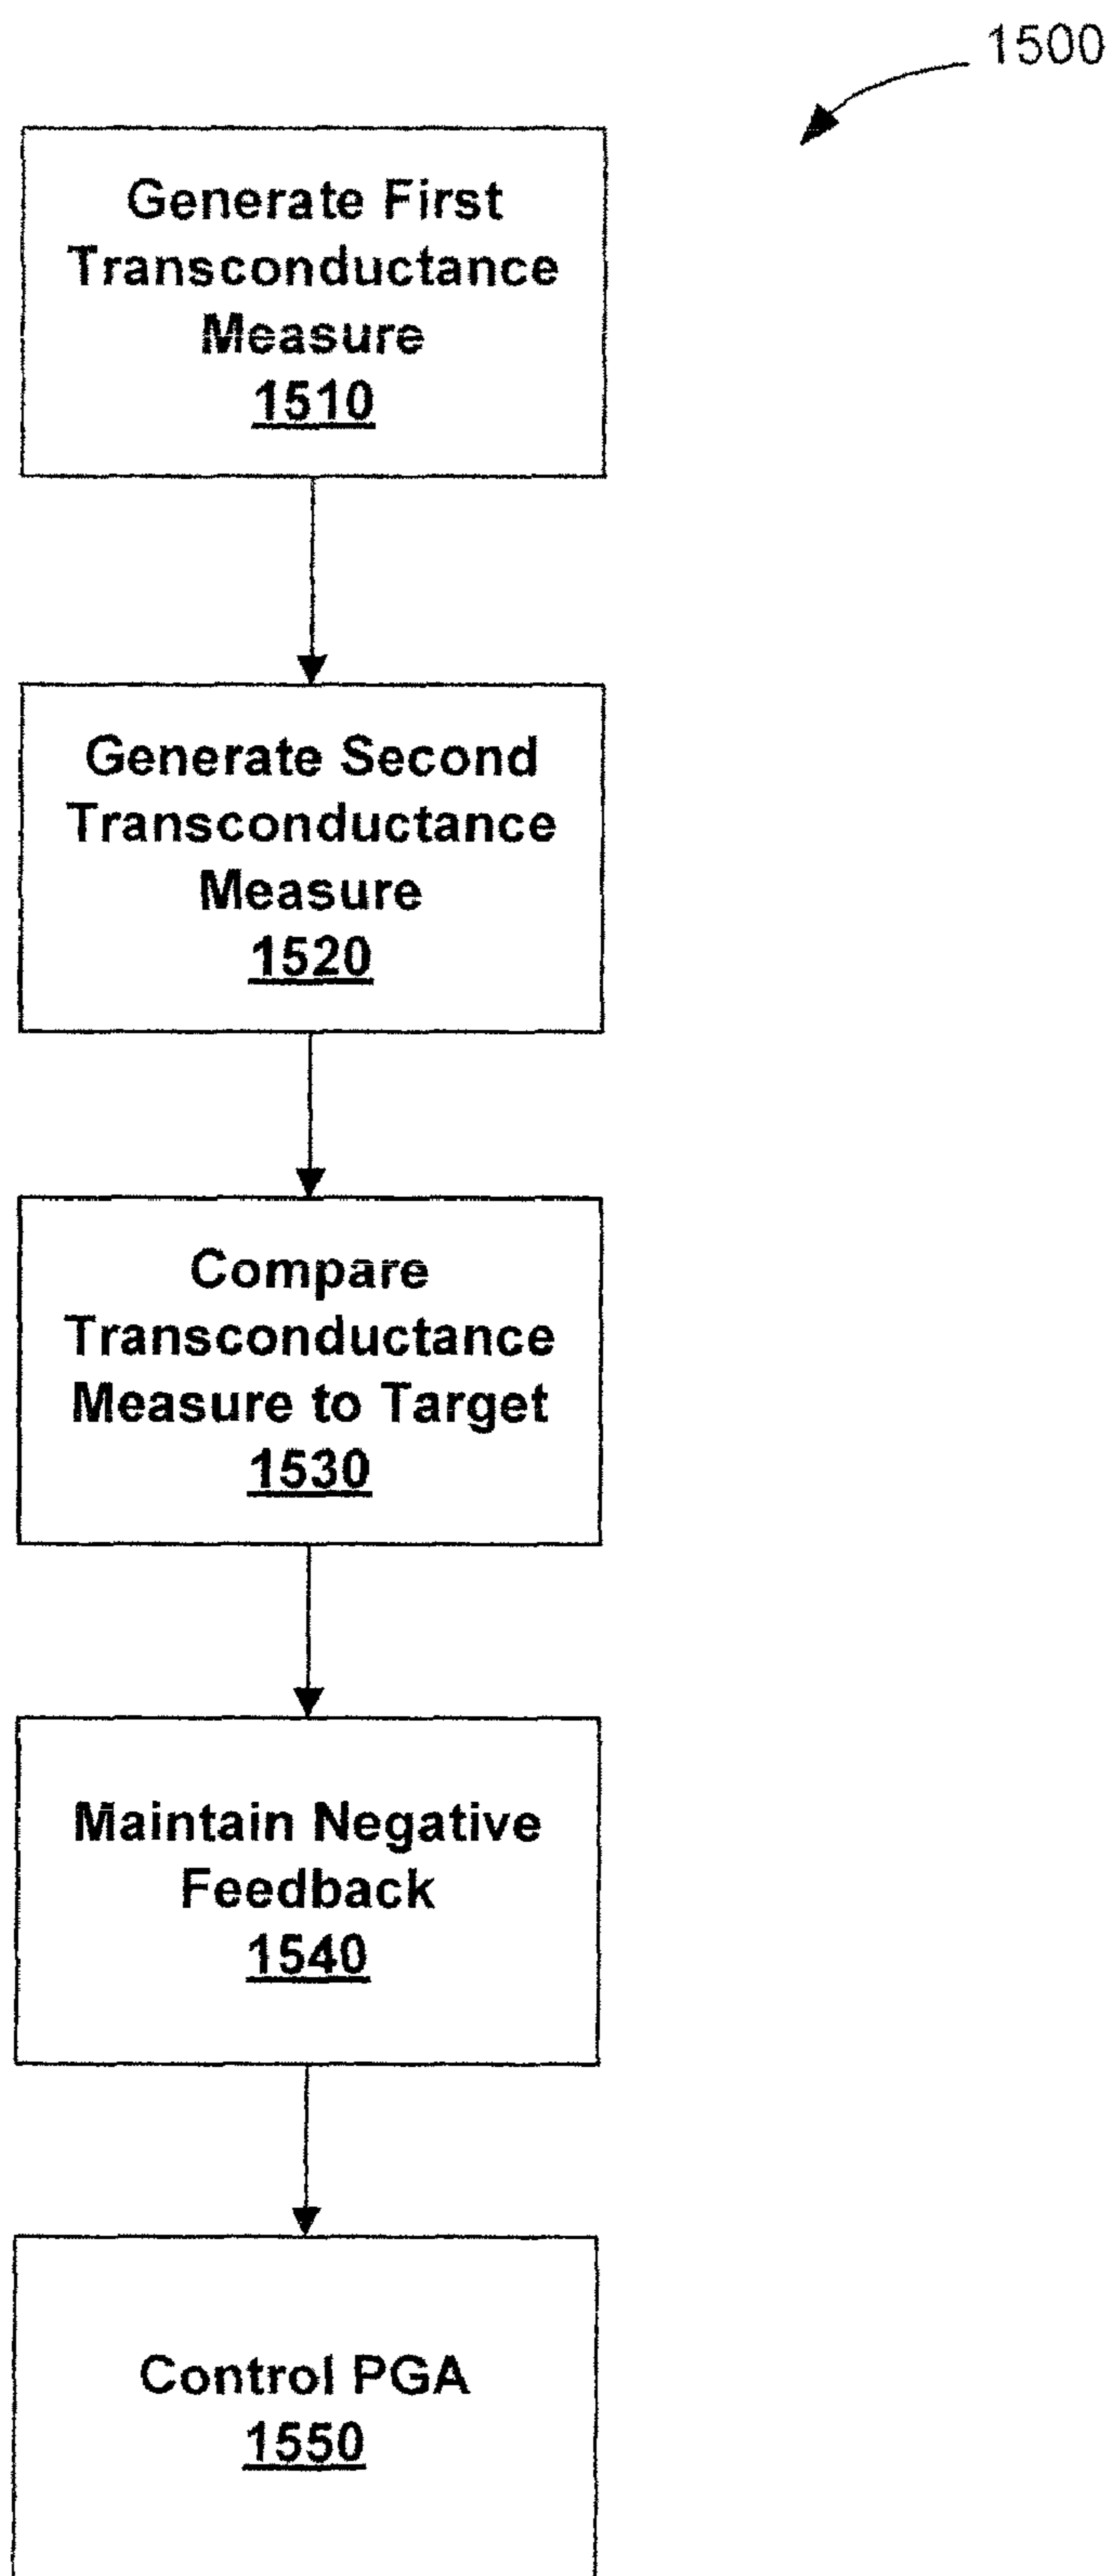 1500
Generate First
Transconductance
Measure
1510
Generate Second
Transconductance
Measure
1520
Compare
Transconductance
Measure to Target
1530
Maintain Negative
Feedback
1540
Control PGA
1550